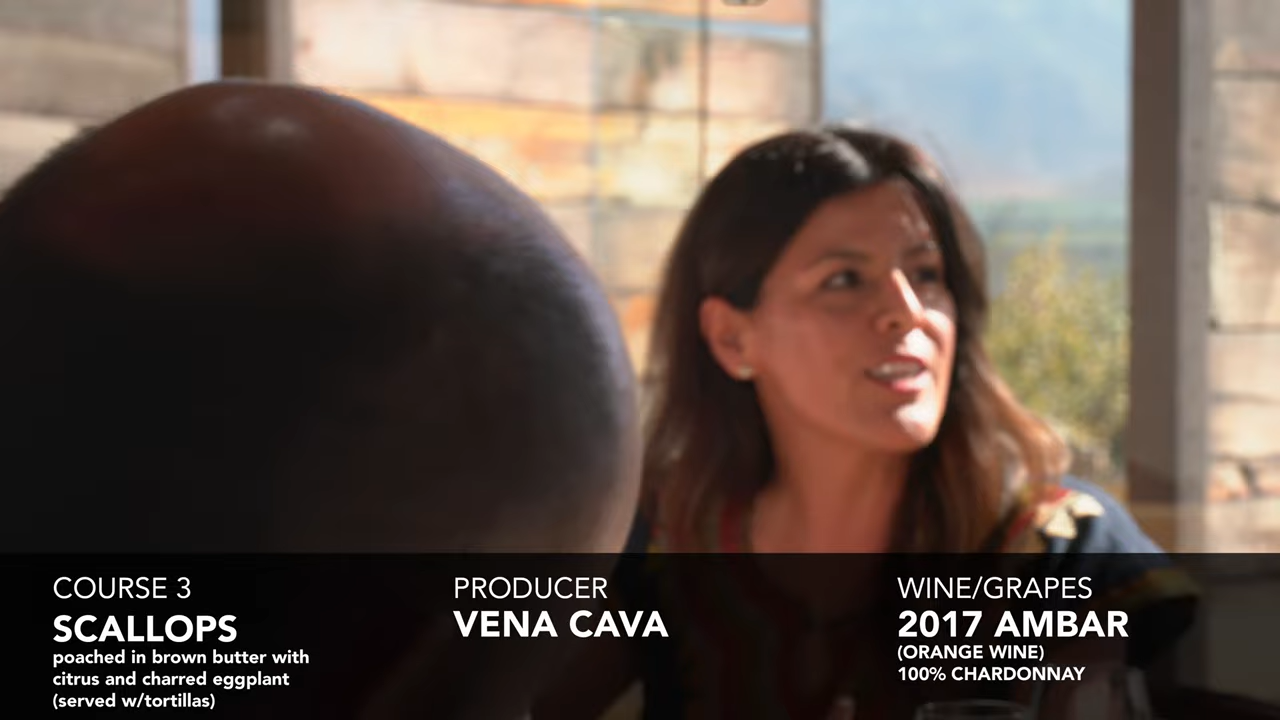 COURSE 3
SCALLOPS
poached in brown butter with
citrus and charred eggplant
(served w/tortillas)
PRODUCER
VENA CAVA
WINE/GRAPES
2017 AMBAR
(ORANGE WINE)
100% CHARDONNAY